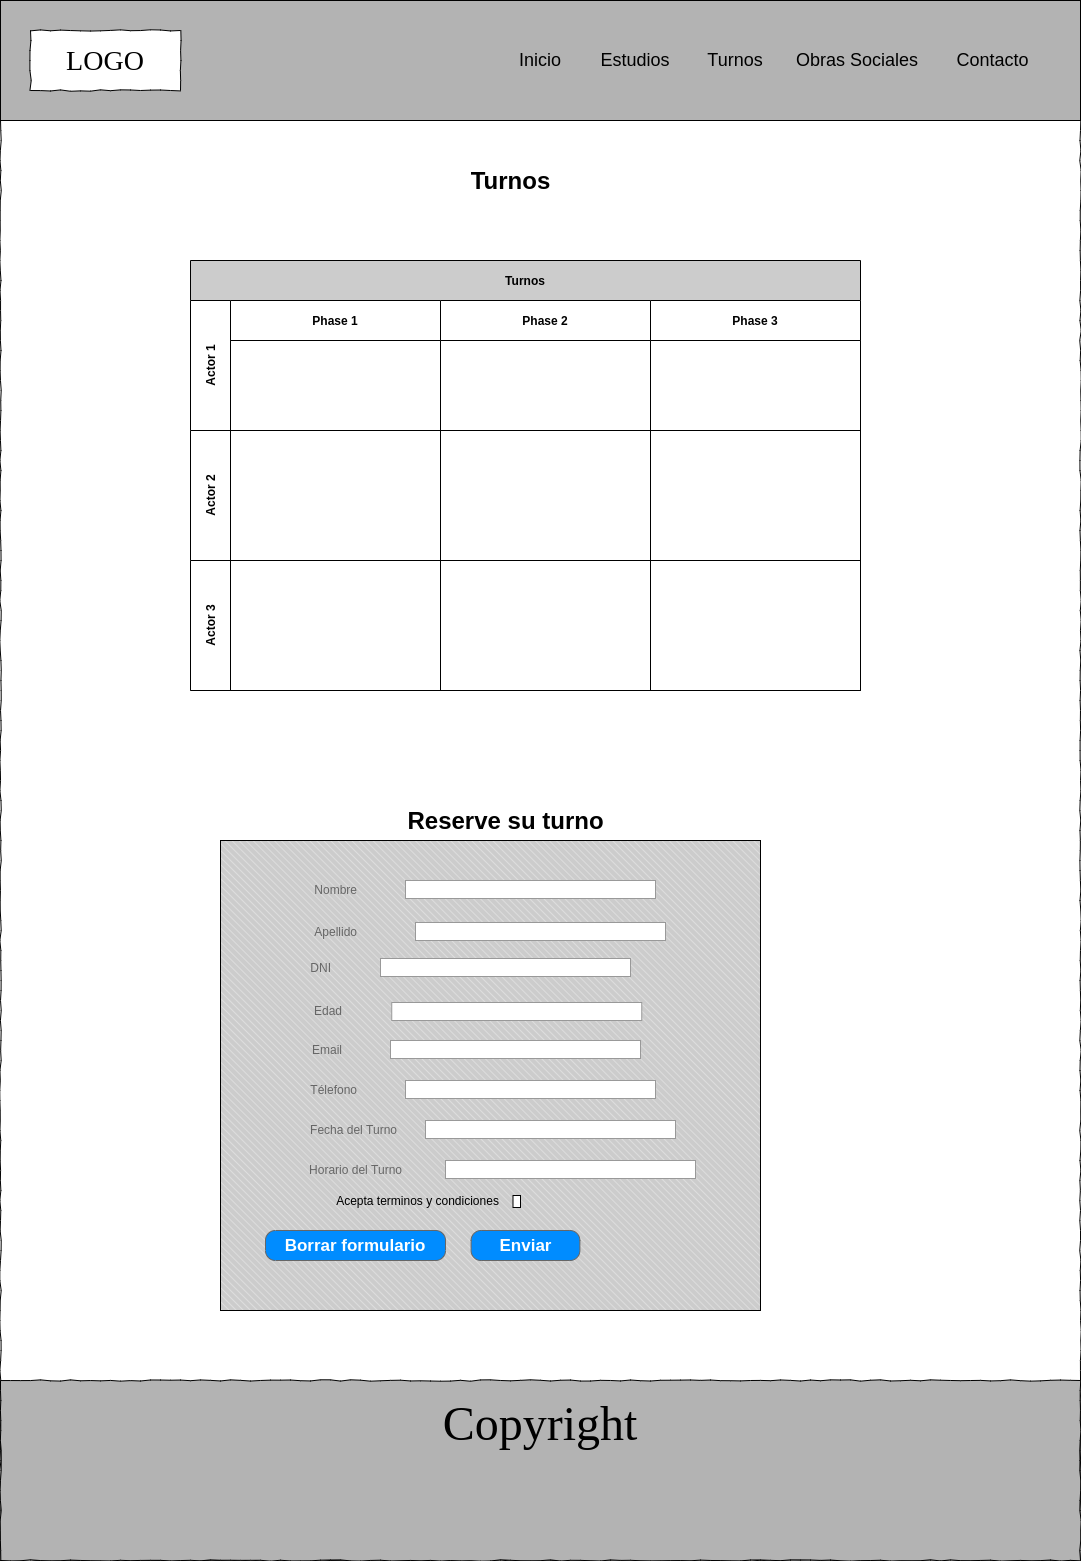 LOGO
Inicio Estudios Turnos Obras Sociales Contacto
Turnos
Turnos
Phase 1 Phase 2 Phase 3
Actor 1
Actor 2
Actor 3
Reserve su turno
Nombre
Apellido
DNI
Edad
Email
Télefono
Fecha del Turno
Horario del Turno
Acepta terminos y condiciones
Borrar formulario Enviar
Copyright